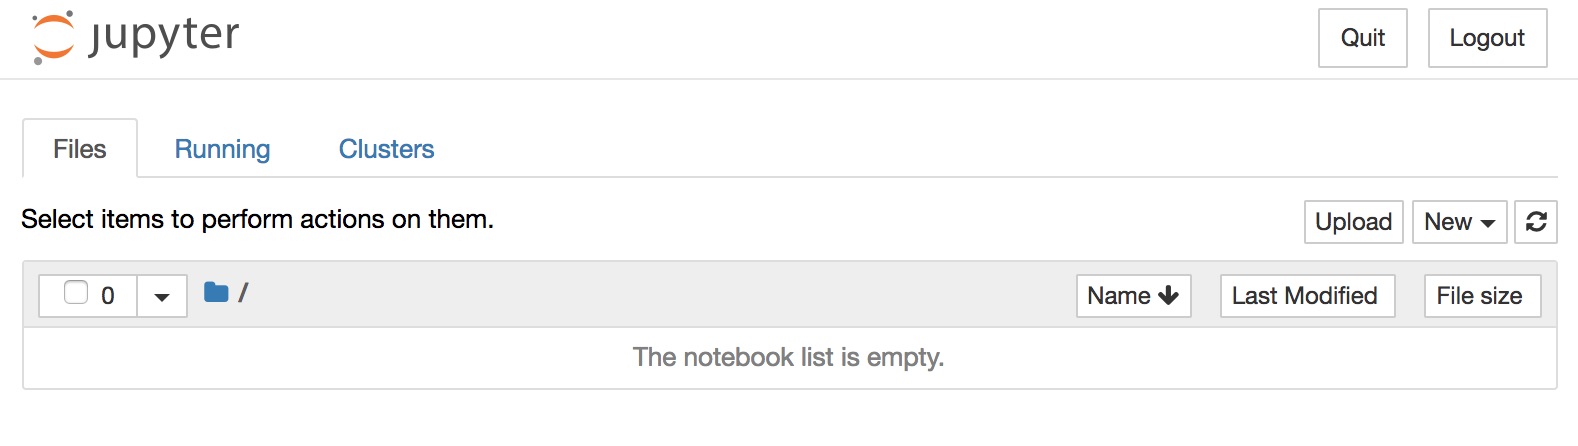 jupyter Quit Logout
Files Running Clusters
Select items to perform actions on them. Upload New
0 / Name Last Modified File size
The notebook list is empty.